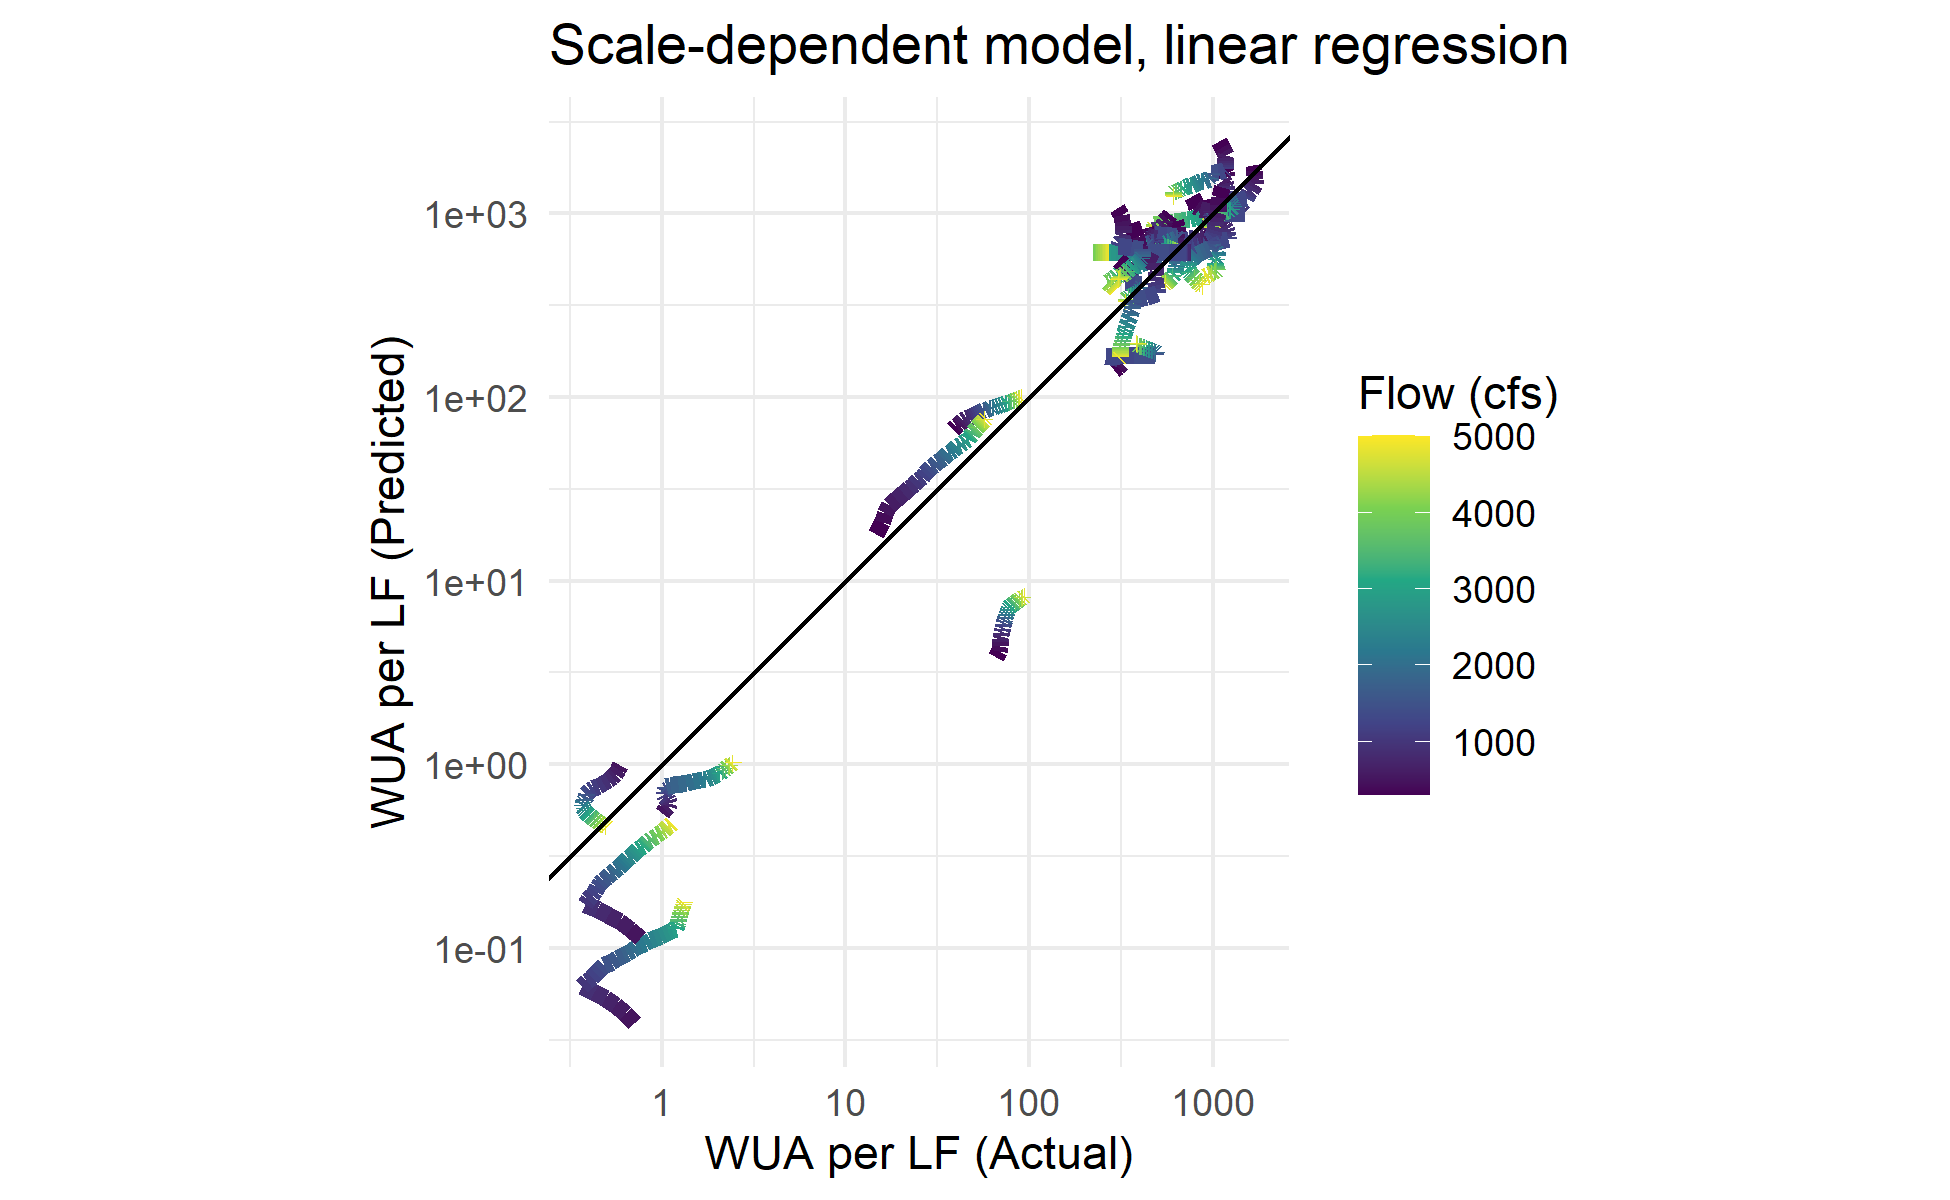 Scale-dependent model, linear regression
WUA per LF (Predicted)
1e+03
1e+02
1e+01
1e+00
1e-01
1
10
100
1000
WUA per LF (Actual)
Flow (cfs)
5000
4000
3000
2000
1000